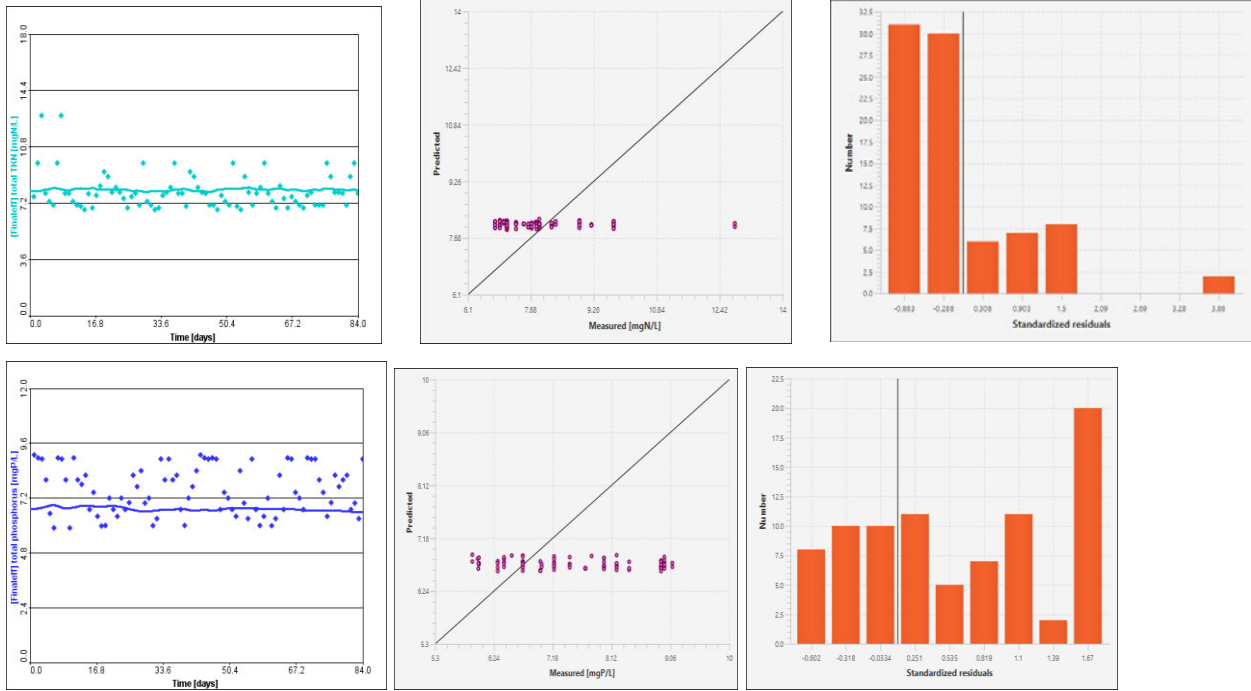 [Finaleff] total TKN [mgN/L]
18.0
14.4
10.8
7.2
3.6
0.0
0.0 16.8 33.6 50.4 67.2 84.0
Time [days]
Predicted
14
12.42
10.84
9.26
7.68
6.1
6.1 7.68 9.26 10.84 12.42 14
Measured [mgN/L]
Number
32.5
30.0
27.5
25.0
22.5
20.0
17.5
15.0
12.5
10.0
7.5
5.0
2.5
0.0
-0.883 -0.288 0.308 0.903 1.5 2.09 2.09 3.28 3.88
Standardized residuals
[Finaleff] total phosphorus [mgP/L]
12.0
9.6
7.2
4.8
2.4
0.0
0.0 16.8 33.6 50.4 67.2 84.0
Time [days]
Predicted
10
9.06
8.12
7.18
6.24
5.3
5.3 6.24 7.18 8.12 9.06 10
Measured [mgP/L]
Number
22.5
20.0
17.5
15.0
12.5
10.0
7.5
5.0
2.5
0.0
-0.602 -0.318 -0.0334 0.251 0.535 0.819 1.1 1.39 1.67
Standardized residuals